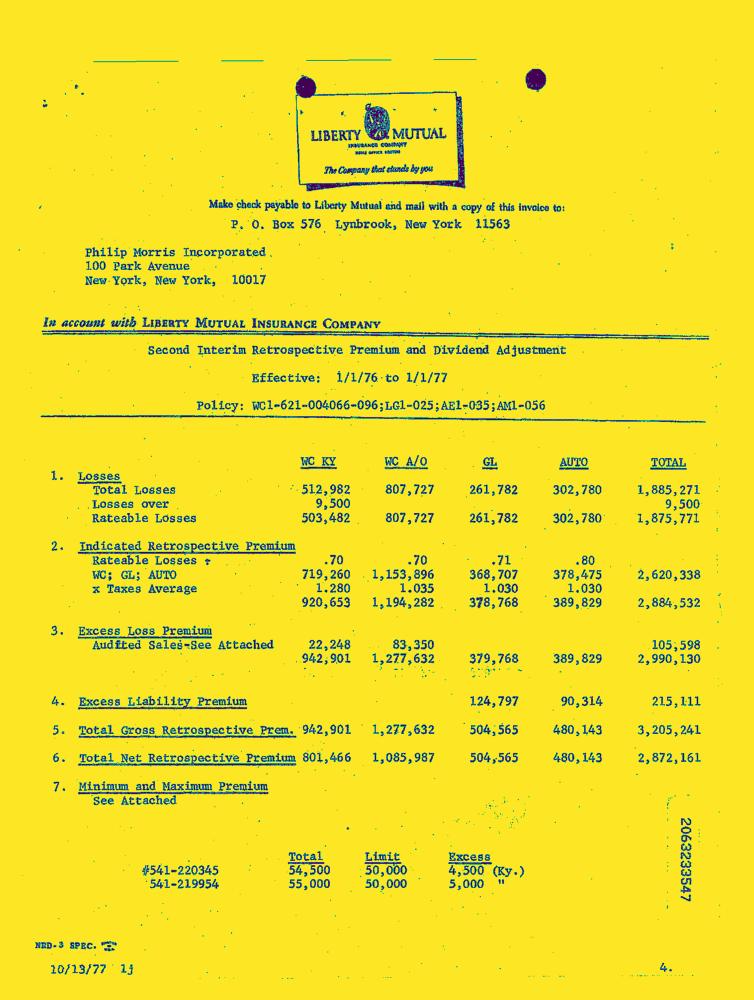 LIBERTY MUTUAL
INSURANCE COMPANY
HOME OFFICE BOSTON
The Company that stands by you
Make check payable to Liberty Mutual and mail with a copy of this invoice to:
P. O. Box 576 Lynbrook, New York 11563
Philip Morris Incorporated
100 Park Avenue
New York, New York, 10017
In account with LIBERTY MUTUAL INSURANCE COMPANY
Second Interim Retrospective Premium and Dividend Adjustment
Effective: 1/1/76 to 1/1/77
Policy: WC1-621-004066-096;LG1-025;AE1-035;AM1-056
WC KY WC A/O GL AUTO TOTAL
1. Losses
Total Losses 512,982 807,727 261,782 302,780 1,885,271
Losses over 9,500 9,500
Rateable Losses 503,482 807,727 261,782 302,780 1,875,771
2. Indicated Retrospective Premium
Rateable Losses ÷ .70 .70 .71 .80
WC; GL; AUTO 719,260 1,153,896 368,707 378,475 2,620,338
x Taxes Average 1.280 1.035 1.030 1.030
920,653 1,194,282 378,768 389,829 2,884,532
3. Excess Loss Premium
Audited Sales-See Attached 22,248 83,350 105,598
942,901 1,277,632 379,768 389,829 2,990,130
4. Excess Liability Premium 124,797 90,314 215,111
5. Total Gross Retrospective Prem. 942,901 1,277,632 504,565 480,143 3,205,241
6. Total Net Retrospective Premium 801,466 1,085,987 504,565 480,143 2,872,161
7. Minimum and Maximum Premium
See Attached
Total Limit Excess
#541-220345 54,500 50,000 4,500 (Ky.)
541-219954 55,000 50,000 5,000 "
2063233547
NRD-3 SPEC.
10/13/77 lj 4.